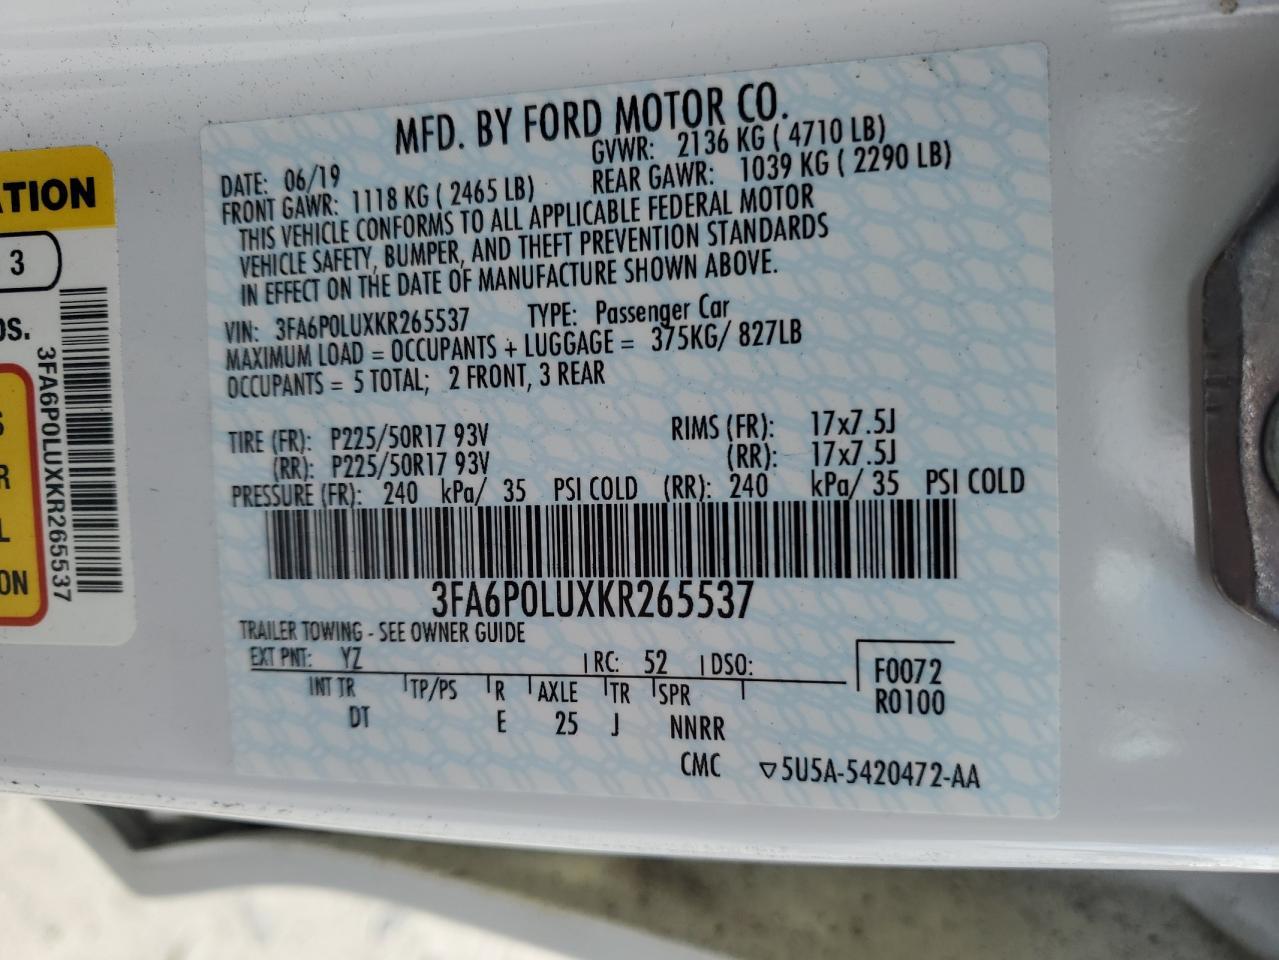 MFD. BY FORD MOTOR CO.
DATE: 06/19 GVWR: 2136 KG ( 4710 LB)
FRONT GAWR: 1118 KG ( 2465 LB) REAR GAWR: 1039 KG ( 2290 LB)
THIS VEHICLE CONFORMS TO ALL APPLICABLE FEDERAL MOTOR
VEHICLE SAFETY, BUMPER, AND THEFT PREVENTION STANDARDS
IN EFFECT ON THE DATE OF MANUFACTURE SHOWN ABOVE.
VIN: 3FA6P0LUXKR265537 TYPE: Passenger Car
MAXIMUM LOAD = OCCUPANTS + LUGGAGE = 375KG/ 827LB
OCCUPANTS = 5 TOTAL; 2 FRONT, 3 REAR
TIRE (FR): P225/50R17 93V RIMS (FR): 17x7.5J
(RR): P225/50R17 93V (RR): 17x7.5J
PRESSURE (FR): 240 kPa/ 35 PSI COLD (RR): 240 kPa/ 35 PSI COLD
3FA6P0LUXKR265537
TRAILER TOWING - SEE OWNER GUIDE
EXT PNT: YZ RC: 52 DSO:
INT TR TP/PS R AXLE TR SPR
DT E 25 J NNRR
F0072
R0100
CMC ▽5U5A-5420472-AA
3
3FA6P0LUXKR265537